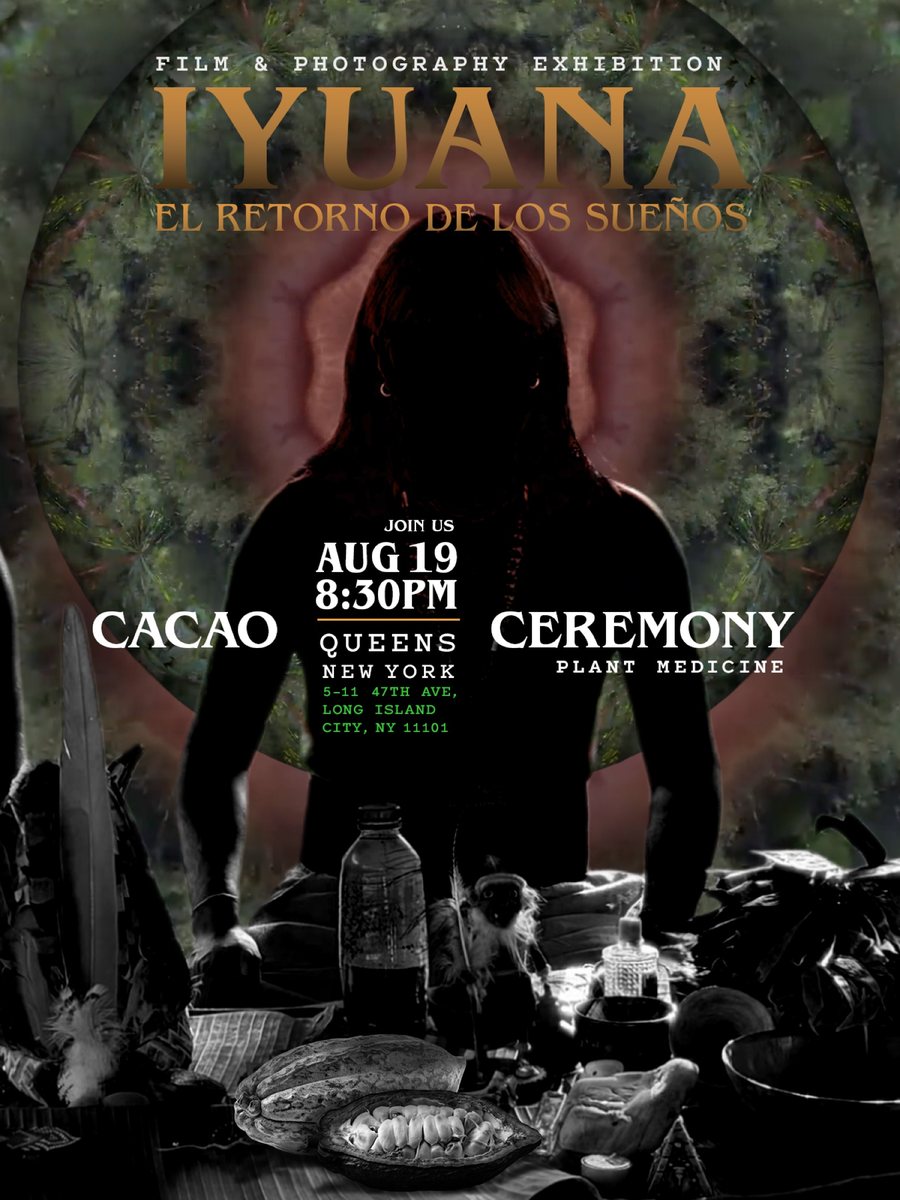 FILM & PHOTOGRAPHY EXHIBITION
IYUANA
EL RETORNO DE LOS SUEÑOS
JOIN US
AUG 19
8:30PM
CACAO
CEREMONY
PLANT MEDICINE
QUEENS
NEW YORK
5-11 47TH AVE,
LONG ISLAND
CITY, NY 11101